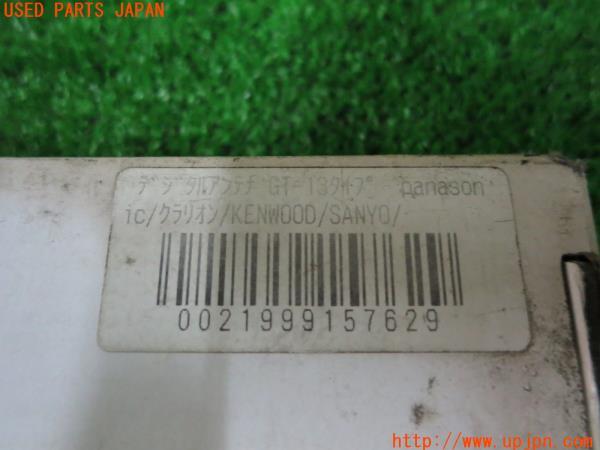 USED PARTS JAPAN
ﾃﾞｼﾞﾀﾙｱﾝﾃﾅ GT-13ﾀｲﾌﾟ panason
ic/ｸﾗﾘｵﾝ/KENWOOD/SANYO/
0021999157629
http://www.upjpn.com/